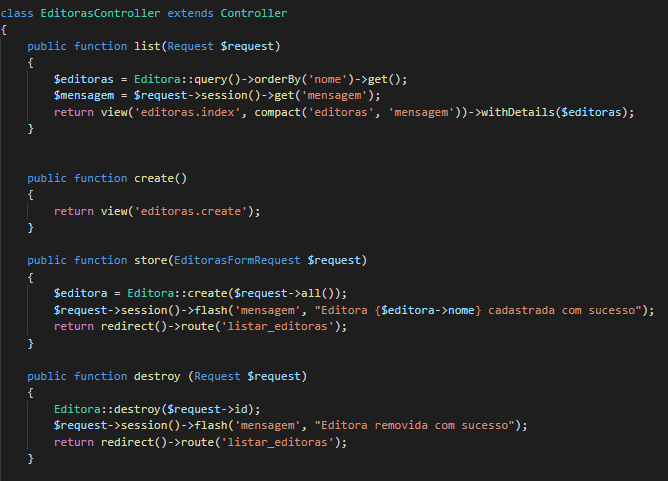 class EditorasController extends Controller
{
    public function list(Request $request)
    {
        $editoras = Editora::query()->orderBy('nome')->get();
        $mensagem = $request->session()->get('mensagem');
        return view('editoras.index', compact('editoras', 'mensagem'))->withDetails($editoras);
    }
    public function create()
    {
        return view('editoras.create');
    }
    public function store(EditorasFormRequest $request)
    {
        $editora = Editora::create($request->all());
        $request->session()->flash('mensagem', "Editora {$editora->nome} cadastrada com sucesso");
        return redirect()->route('listar_editoras');
    }
    public function destroy (Request $request)
    {
        Editora::destroy($request->id);
        $request->session()->flash('mensagem', "Editora removida com sucesso");
        return redirect()->route('listar_editoras');
    }